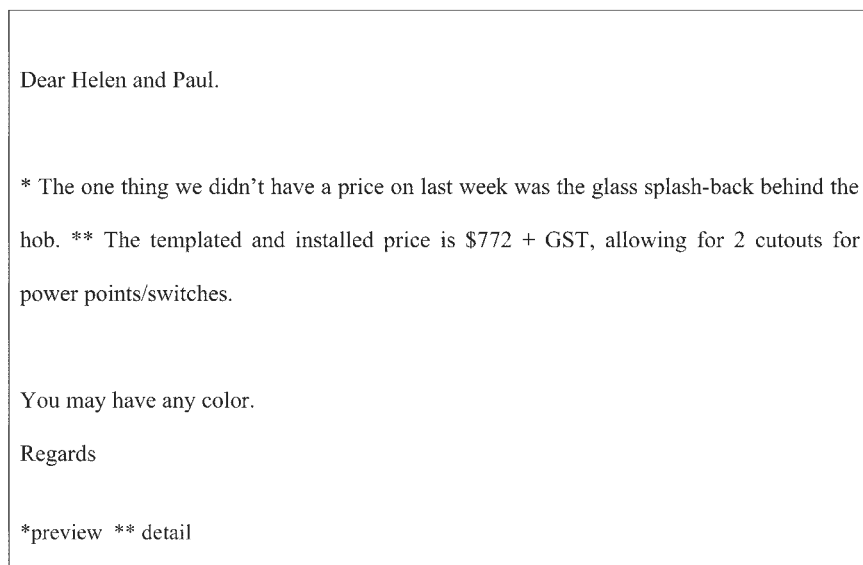 Dear Helen and Paul.
* The one thing we didn’t have a price on last week was the glass splash-back behind the
hob. ** The templated and installed price is $772 + GST, allowing for 2 cutouts for
power points/switches.
You may have any color.
Regards
*preview ** detail